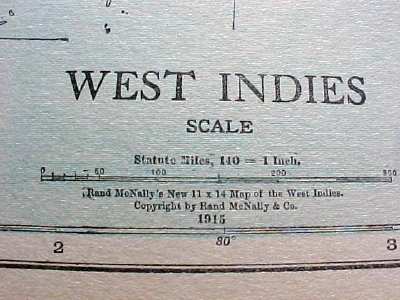 WEST INDIES
SCALE
Statute Miles, 140 = 1 Inch.
50 100 200 300
Rand McNally's New 11 x 14 Map of the West Indies.
Copyright by Rand McNally & Co.
1915
2 80° 3